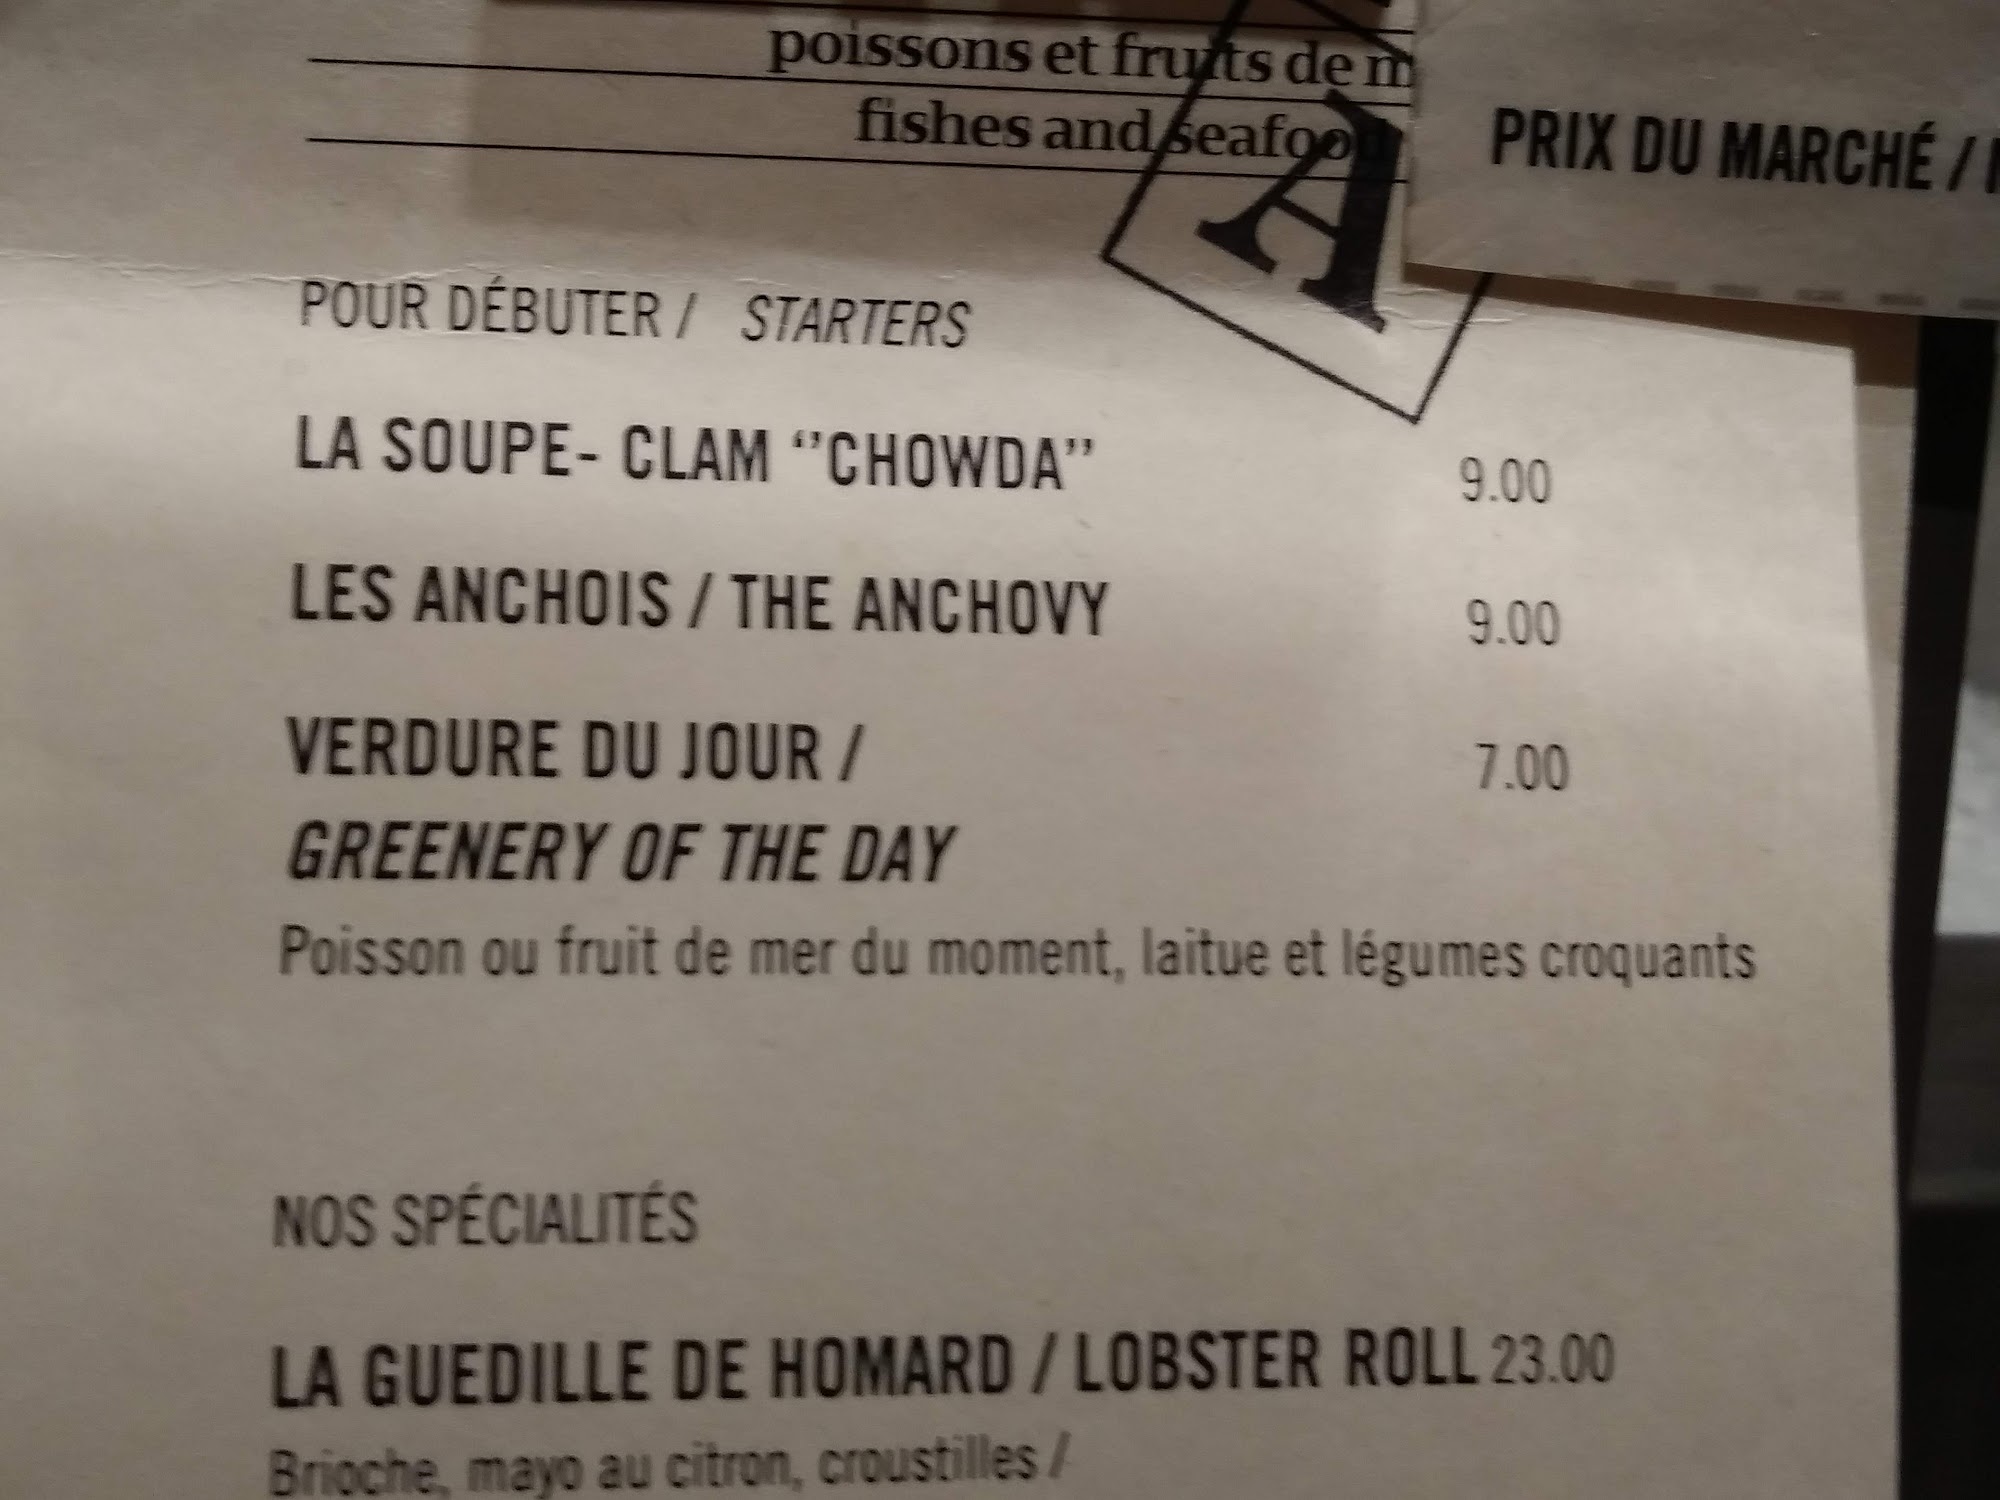 poissons et fruits de m
fishes and seafood
A
PRIX DU MARCHÉ /
POUR DÉBUTER / STARTERS
LA SOUPE- CLAM ‘’CHOWDA’’ 9.00
LES ANCHOIS / THE ANCHOVY 9.00
VERDURE DU JOUR / 7.00
GREENERY OF THE DAY
Poisson ou fruit de mer du moment, laitue et légumes croquants
NOS SPÉCIALITÉS
LA GUEDILLE DE HOMARD / LOBSTER ROLL 23.00
Brioche, mayo au citron, croustilles /